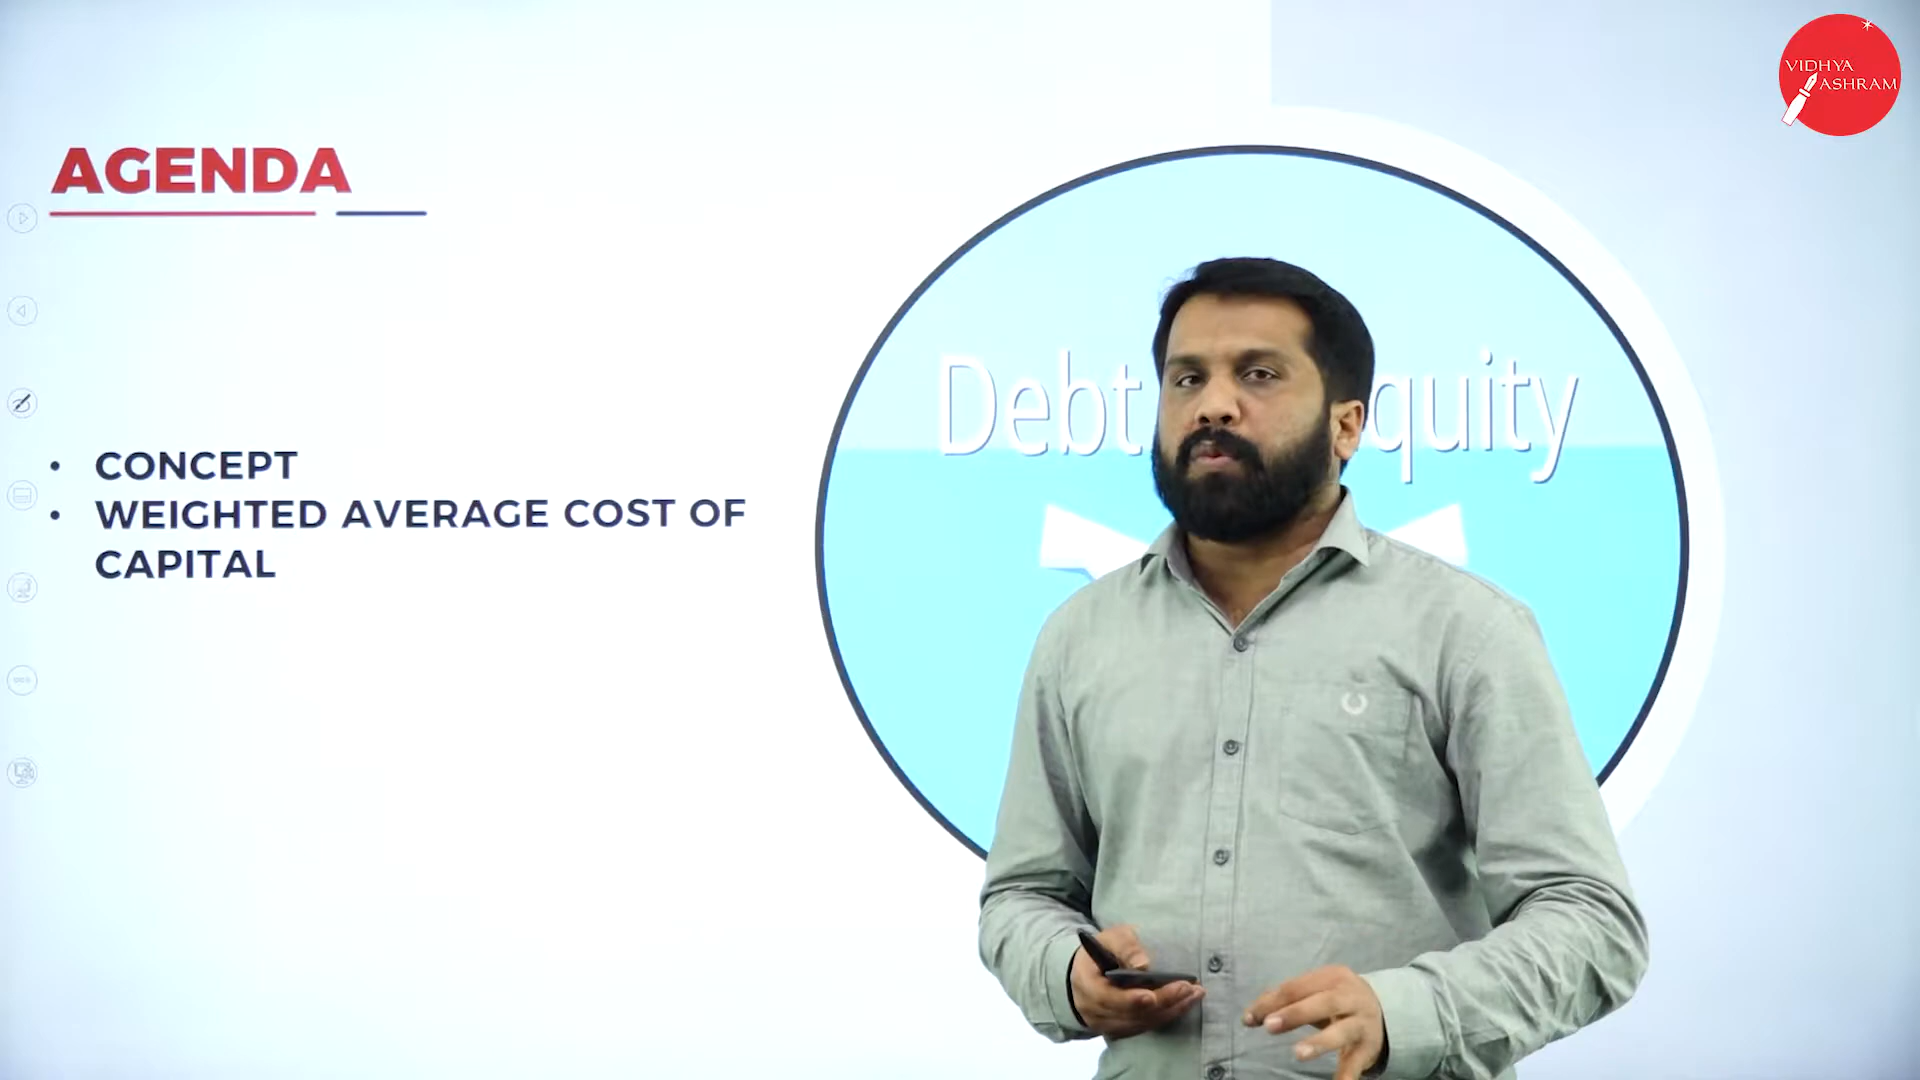 VIDHYA
ASHRAM
AGENDA
Debt
quity
• CONCEPT
• WEIGHTED AVERAGE COST OF
CAPITAL